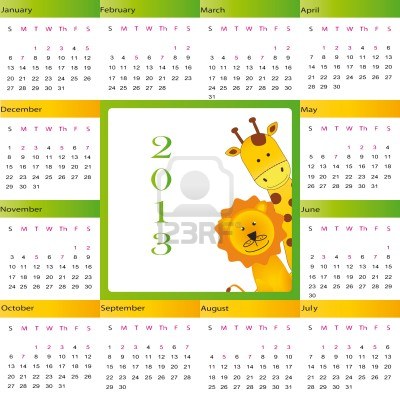 January
S M T W Th F S
1 2 3 4 5
6 7 8 9 10 11 12
13 14 15 16 17 18 19
20 21 22 23 24 25 26
27 28 29 30 31
February
S M T W Th F S
1 2
3 4 5 6 7 8 9
10 11 12 13 14 15 16
17 18 19 20 21 22 23
24 25 26 27 28
March
S M T W Th F S
1 2
3 4 5 6 7 8 9
10 11 12 13 14 15 16
17 18 19 20 21 22 23
24 25 26 27 28 29 30
31
April
S M T W Th F S
1 2 3 4 5 6
7 8 9 10 11 12 13
14 15 16 17 18 19 20
21 22 23 24 25 26 27
28 29 30
December
S M T W Th F S
1 2 3 4 5 6 7
8 9 10 11 12 13 14
15 16 17 18 19 20 21
22 23 24 25 26 27 28
29 30 31
2013
123RF
May
S M T W Th F S
1 2 3 4
5 6 7 8 9 10 11
12 13 14 15 16 17 18
19 20 21 22 23 24 25
26 27 28 29 30 31
November
S M T W Th F S
1 2
3 4 5 6 7 8 9
10 11 12 13 14 15 16
17 18 19 20 21 22 23
24 25 26 27 28 29 30
June
S M T W Th F S
1
2 3 4 5 6 7 8
9 10 11 12 13 14 15
16 17 18 19 20 21 22
23 24 25 26 27 28 29
30
October
S M T W Th F S
1 2 3 4 5
6 7 8 9 10 11 12
13 14 15 16 17 18 19
20 21 22 23 24 25 26
27 28 29 30 31
September
S M T W Th F S
1 2 3 4 5 6 7
8 9 10 11 12 13 14
15 16 17 18 19 20 21
22 23 24 25 26 27 28
29 30
August
S M T W Th F S
1 2 3
4 5 6 7 8 9 10
11 12 13 14 15 16 17
18 19 20 21 22 23 24
25 26 27 28 29 30 31
July
S M T W Th F S
1 2 3 4 5 6
7 8 9 10 11 12 13
14 15 16 17 18 19 20
21 22 23 24 25 26 27
28 29 30 31